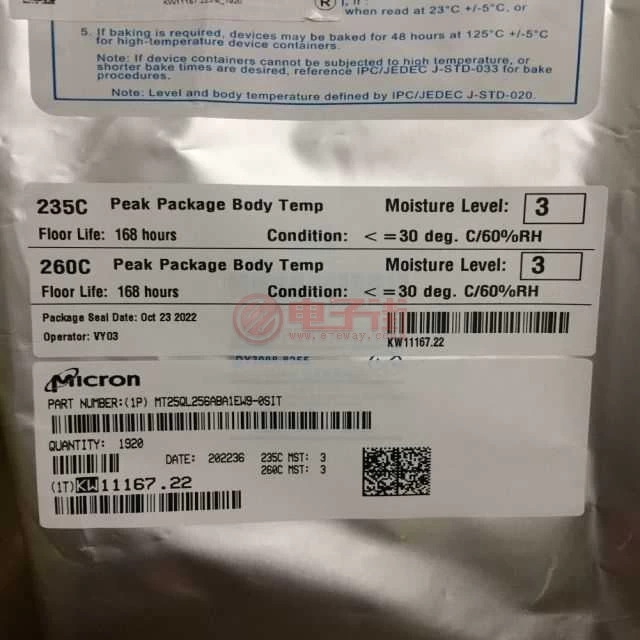 when read at 23°C +/-5°C, or
5. If baking is required, devices may be baked for 48 hours at 125°C +/-5°C
for high-temperature device containers.
Note: If device containers cannot be subjected to high temperature, or
shorter bake times are desired, reference IPC/JEDEC J-STD-033 for bake
procedures.
Note: Level and body temperature defined by IPC/JEDEC J-STD-020.
235C Peak Package Body Temp Moisture Level: 3
Floor Life: 168 hours Condition: <=30 deg. C/60%RH
260C Peak Package Body Temp Moisture Level: 3
Floor Life: 168 hours Condition: <=30 deg. C/60%RH
Package Seal Date: Oct 23 2022
Operator: VY03
KW11167.22
Micron
PART NUMBER:(1P) MT25QL256ABA1EW9-0SIT
QUANTITY: 1920
DATE: 202236 235C MST: 3
260C MST: 3
(1T)KW11167.22